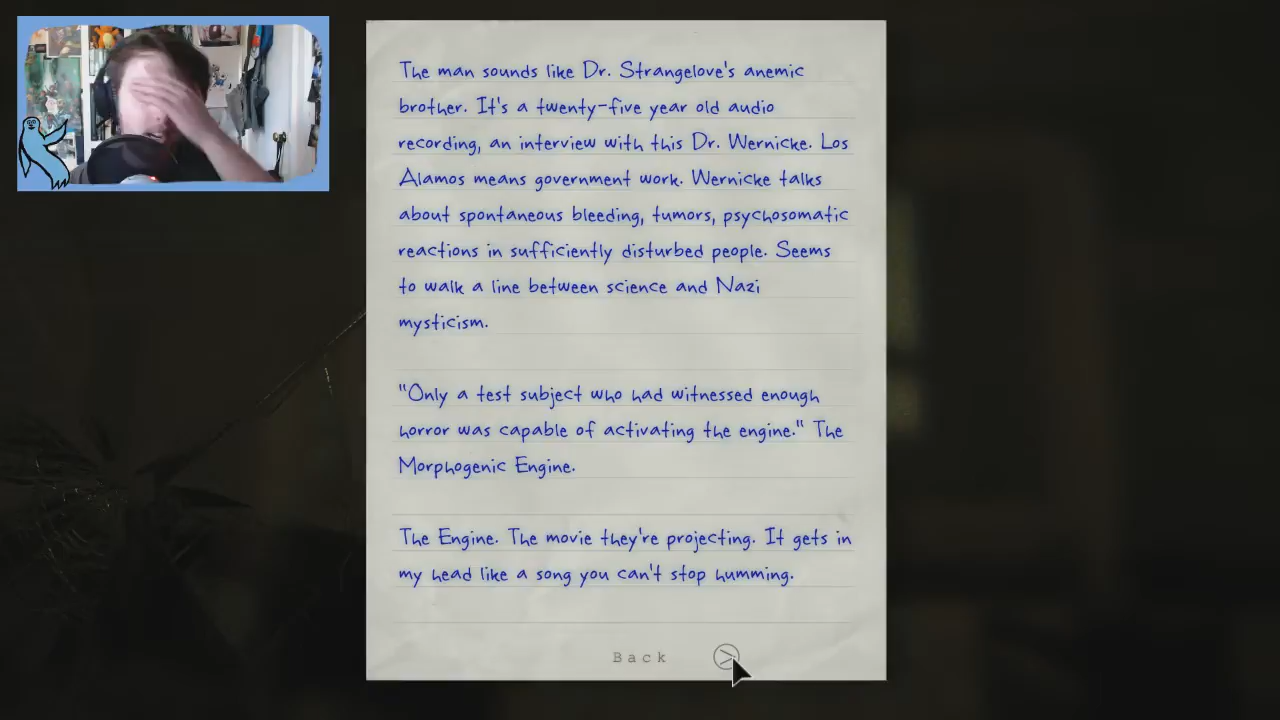 The man sounds like Dr. Strangelove's anemic
brother. It's a twenty-five year old audio
recording, an interview with this Dr. Wernicke. Los
Alamos means government work. Wernicke talks
about spontaneous bleeding, tumors, psychosomatic
reactions in sufficiently disturbed people. Seems
to walk a line between science and Nazi
mysticism.
"Only a test subject who had witnessed enough
horror was capable of activating the engine." The
Morphogenic Engine.
The Engine. The movie they're projecting. It gets in
my head like a song you can't stop humming.
Back